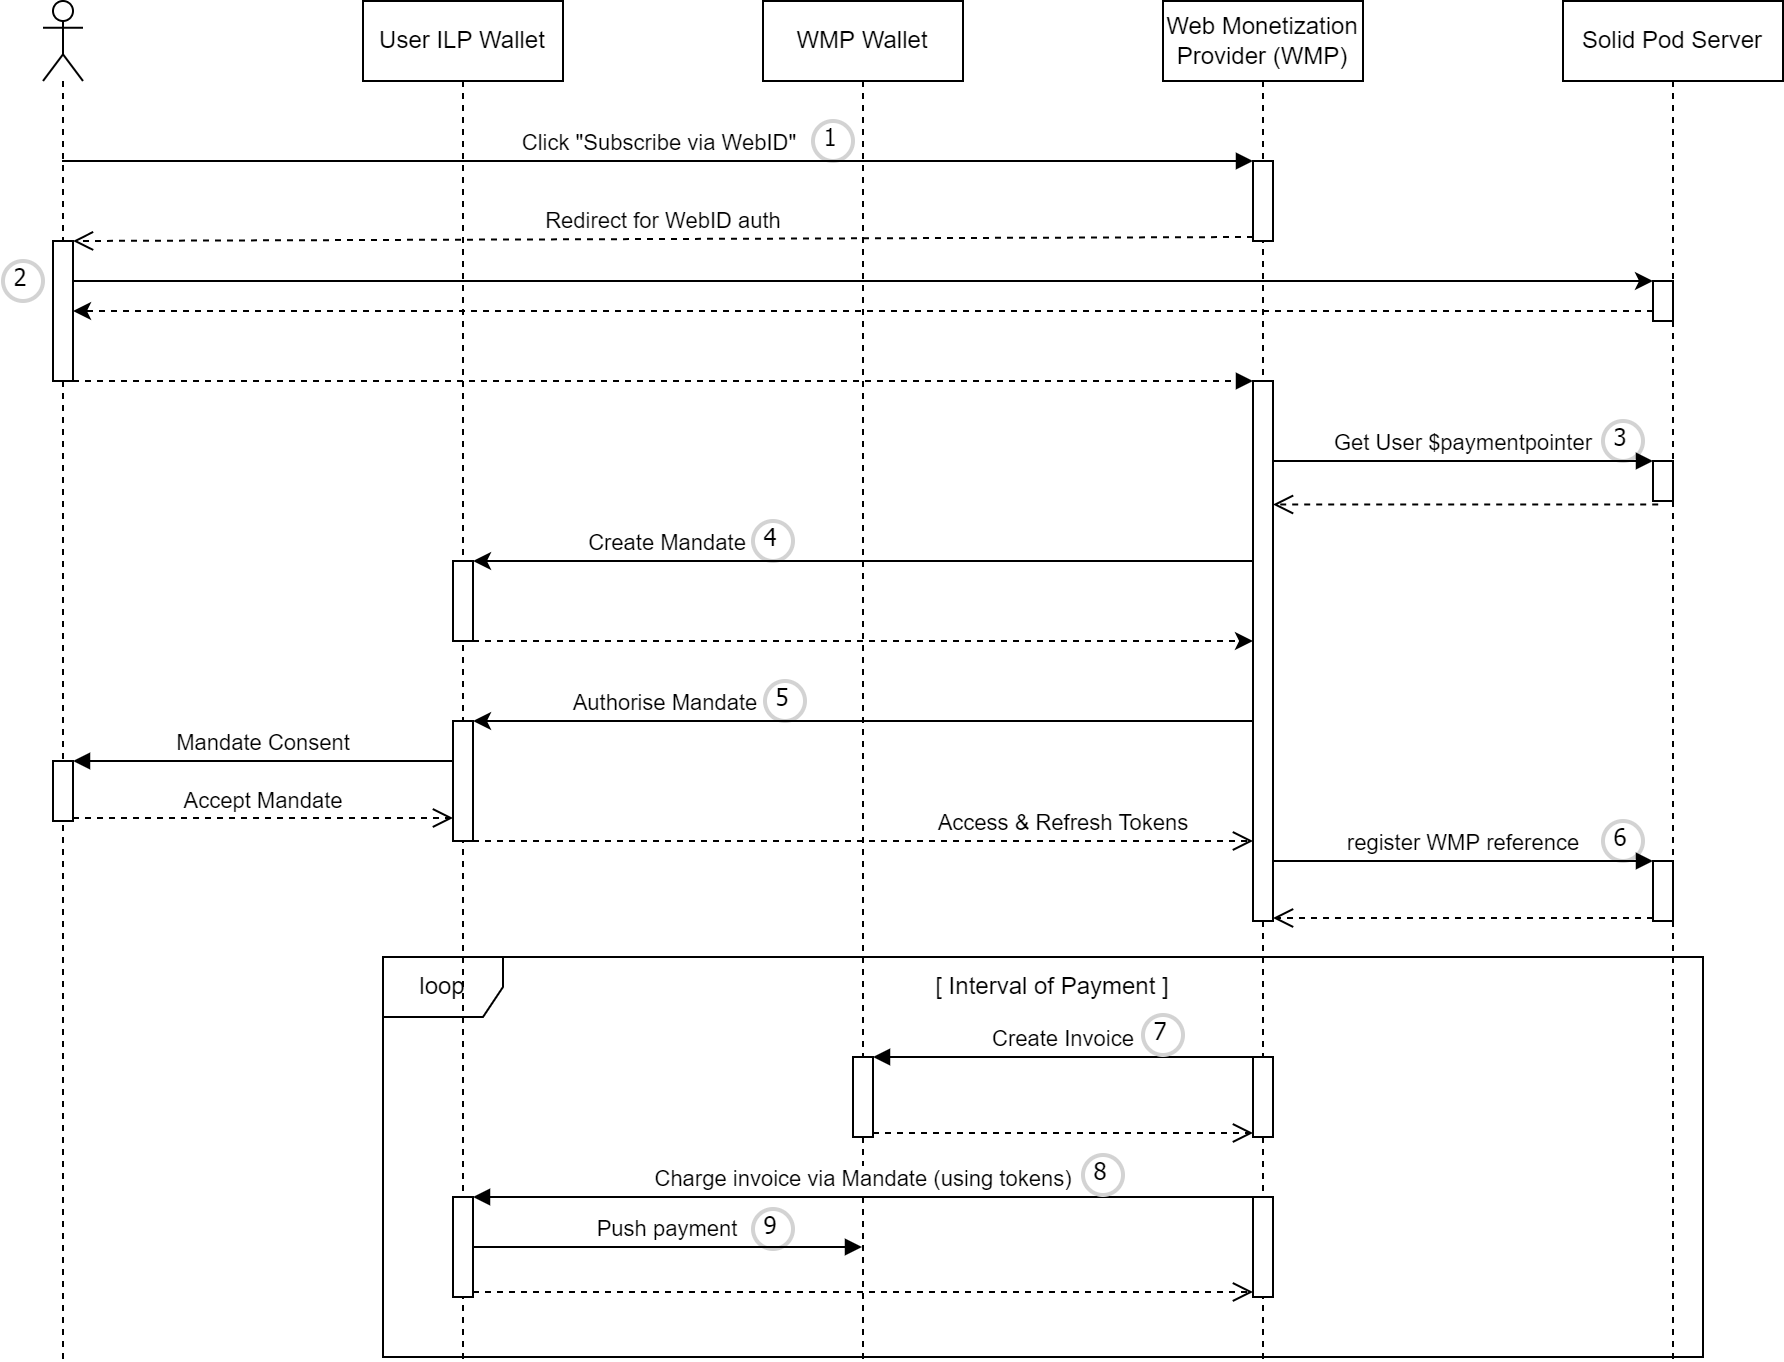 User ILP Wallet
WMP Wallet
Web Monetization
Provider (WMP)
Solid Pod Server
Click "Subscribe via WebID"
1
Redirect for WebID auth
2
Get User $paymentpointer
3
Create Mandate
4
Authorise Mandate
5
Mandate Consent
Accept Mandate
Access & Refresh Tokens
register WMP reference
6
loop
[ Interval of Payment ]
Create Invoice
7
Charge invoice via Mandate (using tokens)
8
Push payment
9